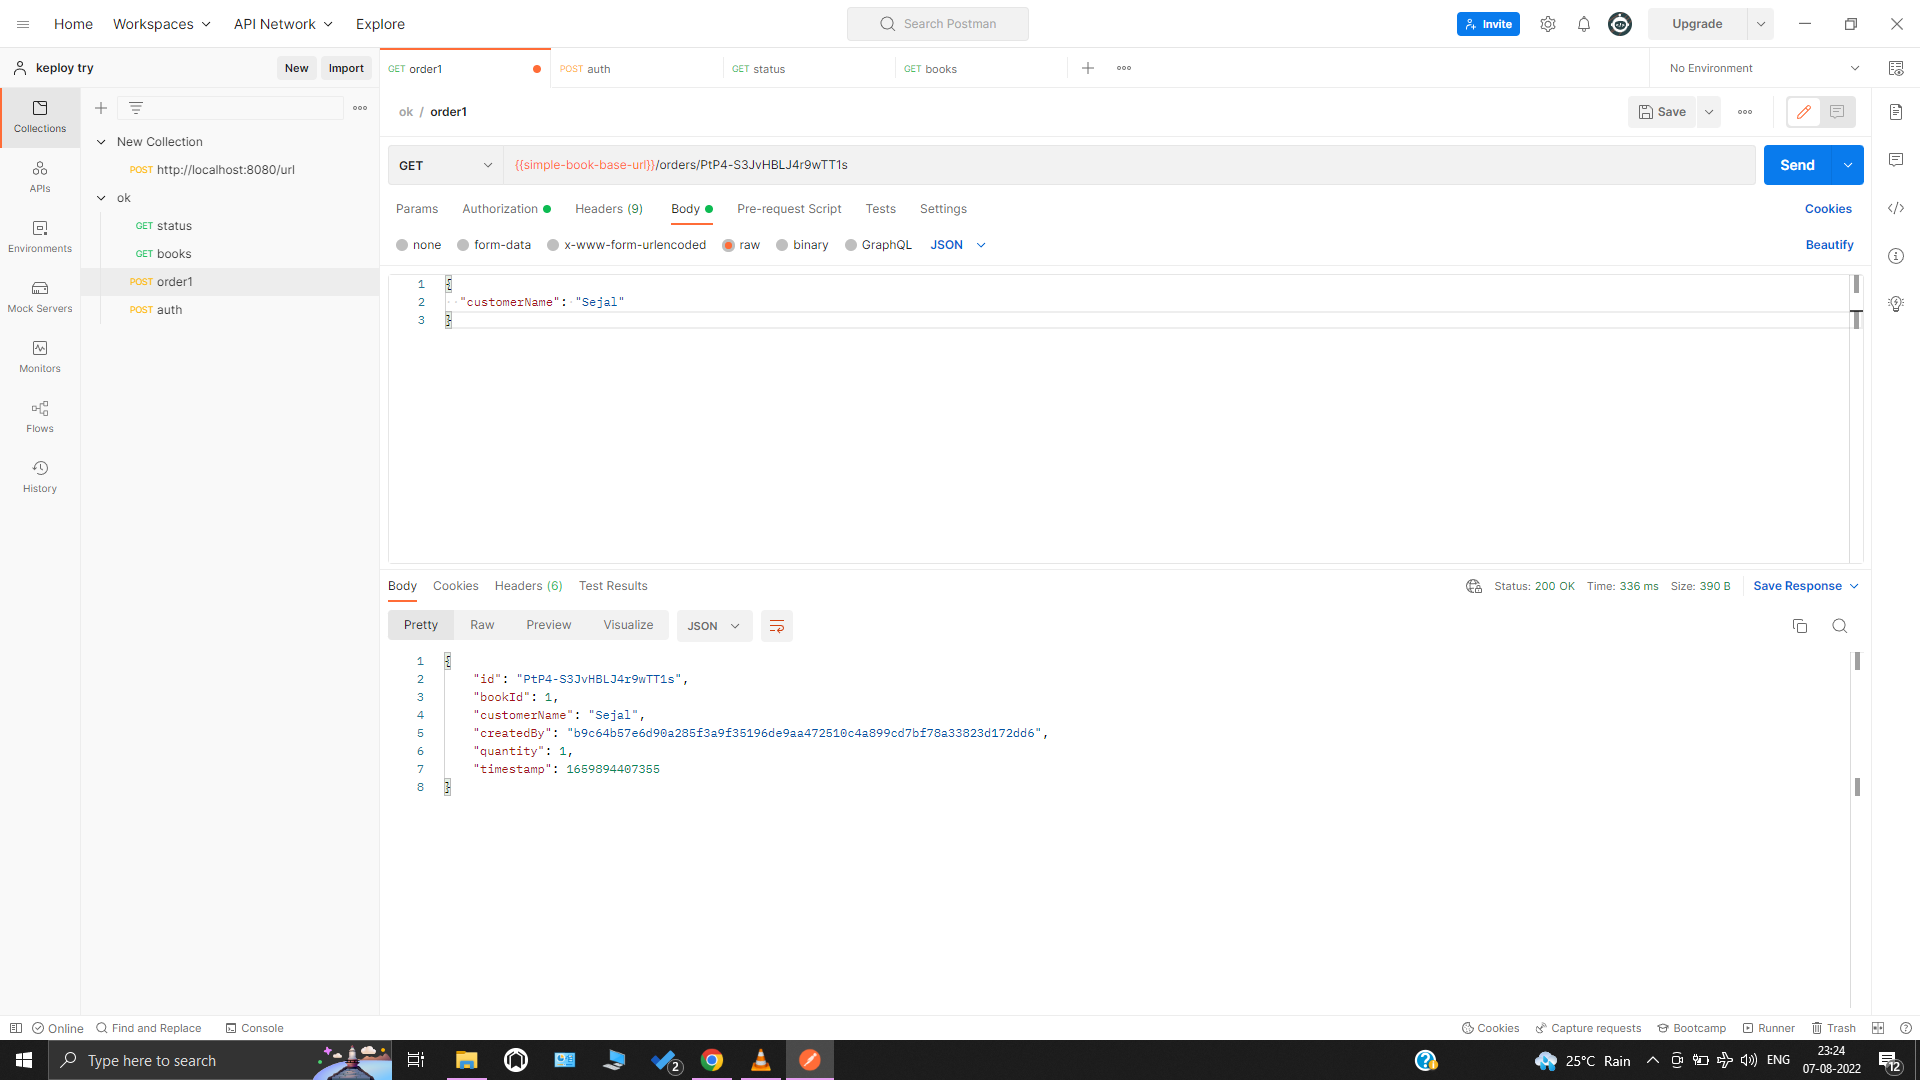 Home Workspaces API Network Explore Search Postman Invite Upgrade
keploy try New Import GET order1 POST auth GET status GET books No Environment
Collections
New Collection
POST http://localhost:8080/url
APIs
ok
GET status
Environments
GET books
POST order1
Mock Servers
POST auth
Monitors
Flows
History
ok / order1 Save
GET {{simple-book-base-url}}/orders/PtP4-S3JvHBLJ4r9wTT1s Send
Params Authorization Headers (9) Body Pre-request Script Tests Settings Cookies
none form-data x-www-form-urlencoded raw binary GraphQL JSON Beautify
1 {
2 "customerName": "Sejal"
3 }
Body Cookies Headers (6) Test Results Status: 200 OK Time: 336 ms Size: 390 B Save Response
Pretty Raw Preview Visualize JSON
1 {
2 "id": "PtP4-S3JvHBLJ4r9wTT1s",
3 "bookId": 1,
4 "customerName": "Sejal",
5 "createdBy": "b9c64b57e6d90a285f3a9f35196de9aa472510c4a899cd7bf78a33823d172dd6",
6 "quantity": 1,
7 "timestamp": 1659894407355
8 }
Online Find and Replace Console Cookies Capture requests Bootcamp Runner Trash
Type here to search 2 25°C Rain ENG 23:24 12
07-08-2022